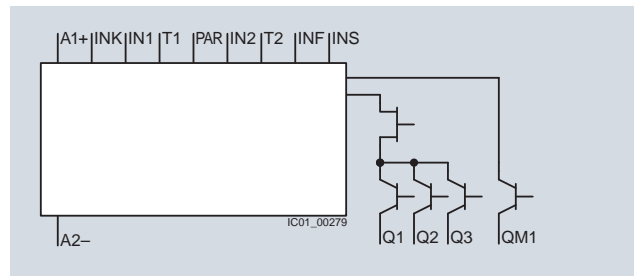 A1+ INK IN1 T1 PAR IN2 T2 INF INS
IC01_00279
A2– Q1 Q2 Q3 QM1